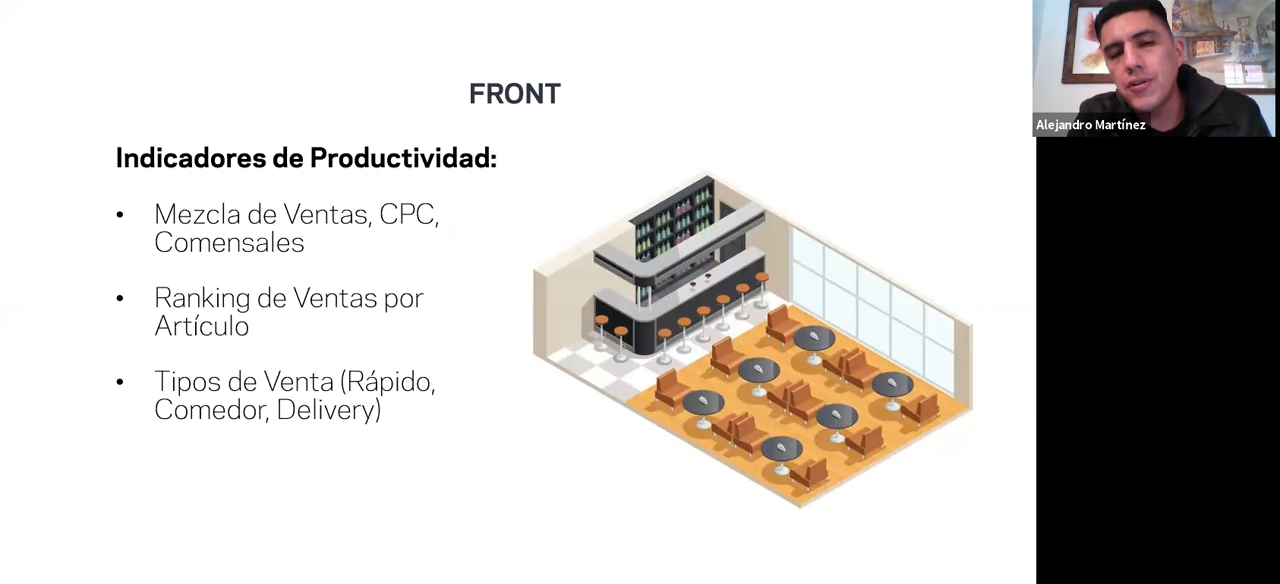 FRONT
Indicadores de Productividad:
• Mezcla de Ventas, CPC,
Comensales
• Ranking de Ventas por
Artículo
• Tipos de Venta (Rápido,
Comedor, Delivery)
Alejandro Martínez